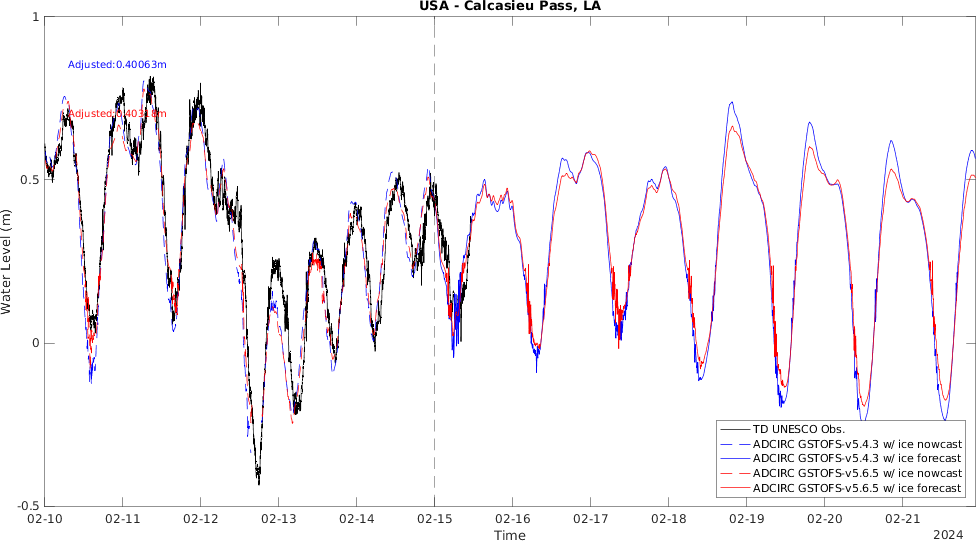 USA - Calcasieu Pass, LA
1
Adjusted:0.40063m
Adjusted:0.40318m
0.5
Water Level (m)
0
TD UNESCO Obs.
ADCIRC GSTOFS-v5.4.3 w/ ice nowcast
ADCIRC GSTOFS-v5.4.3 w/ ice forecast
ADCIRC GSTOFS-v5.6.5 w/ ice nowcast
ADCIRC GSTOFS-v5.6.5 w/ ice forecast
-0.5
02-10 02-11 02-12 02-13 02-14 02-15 02-16 02-17 02-18 02-19 02-20 02-21
Time
2024